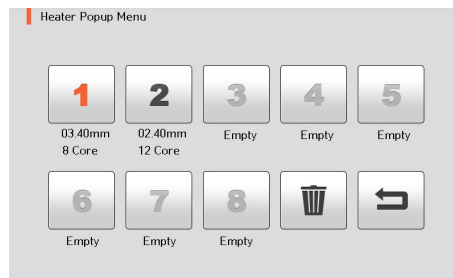 Heater Popup Menu
1 2 3 4 5
03.40mm 02.40mm Empty Empty Empty
8 Core 12 Core
6 7 8
Empty Empty Empty